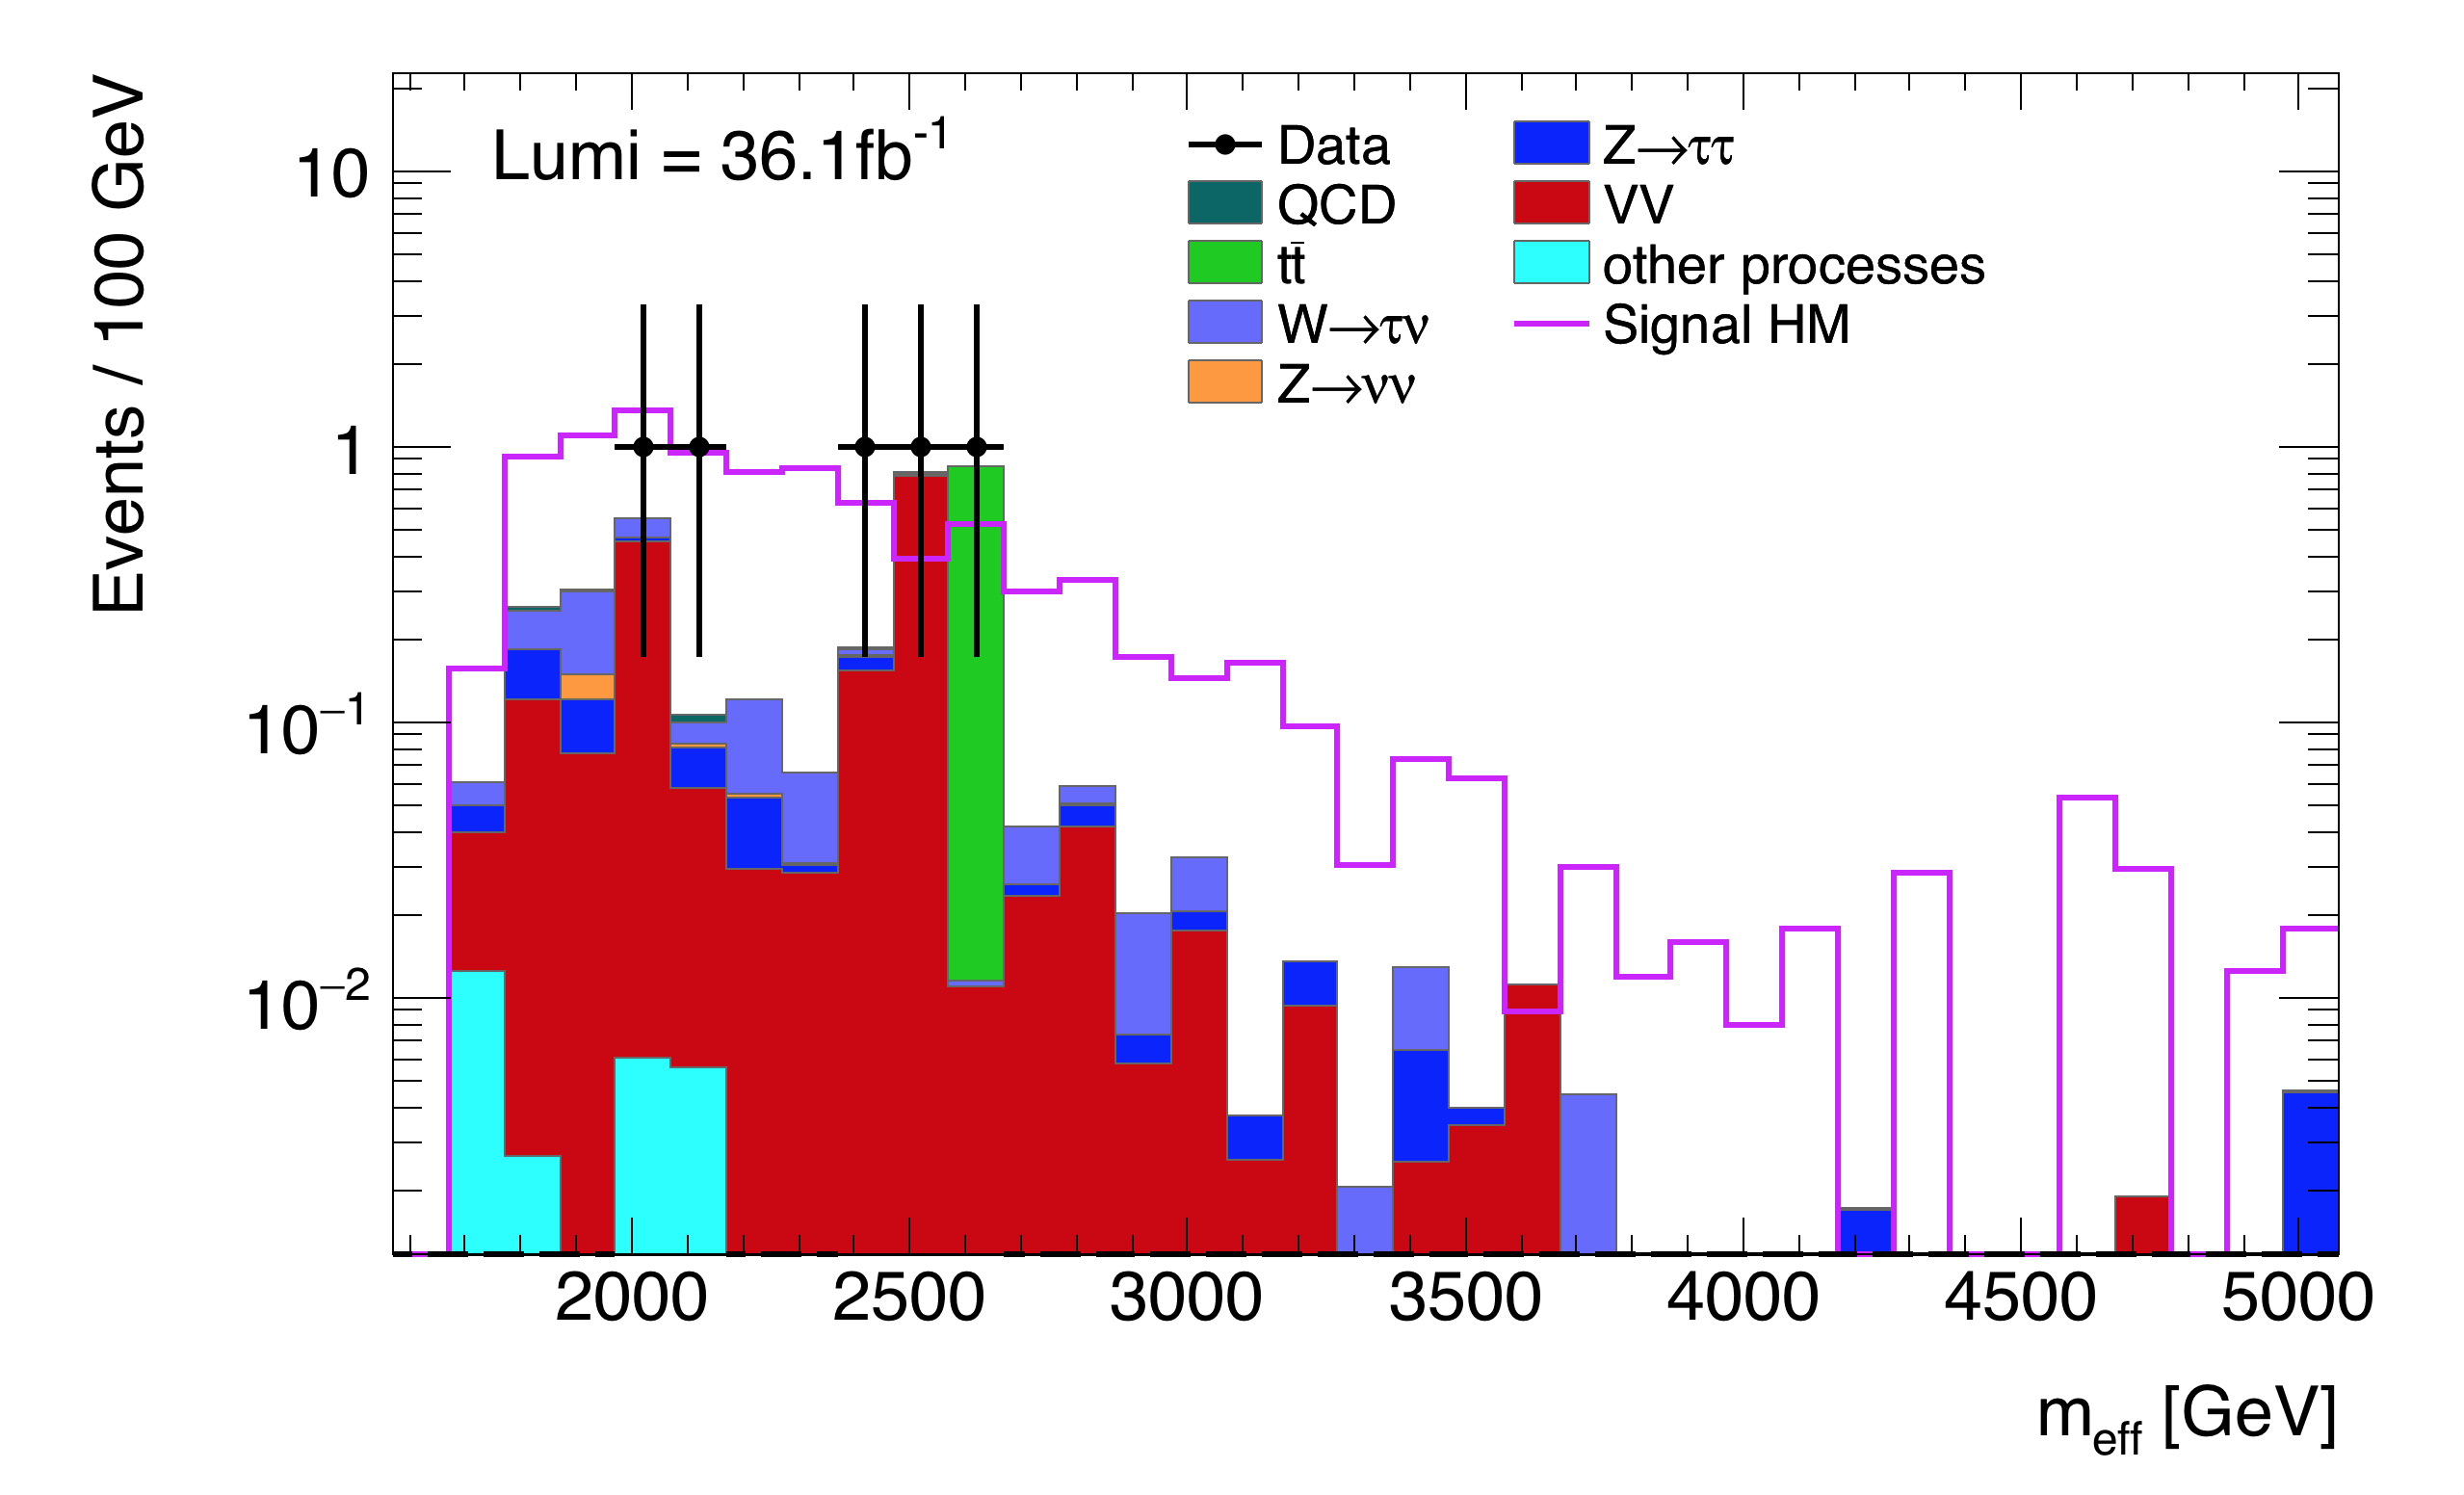 Events / 100 GeV
Lumi = 36.1fb⁻¹
Data
QCD
tt̄
W→τν
Z→νν
Z→ττ
VV
other processes
Signal HM
10
1
10⁻¹
10⁻²
2000 2500 3000 3500 4000 4500 5000
m_eff [GeV]